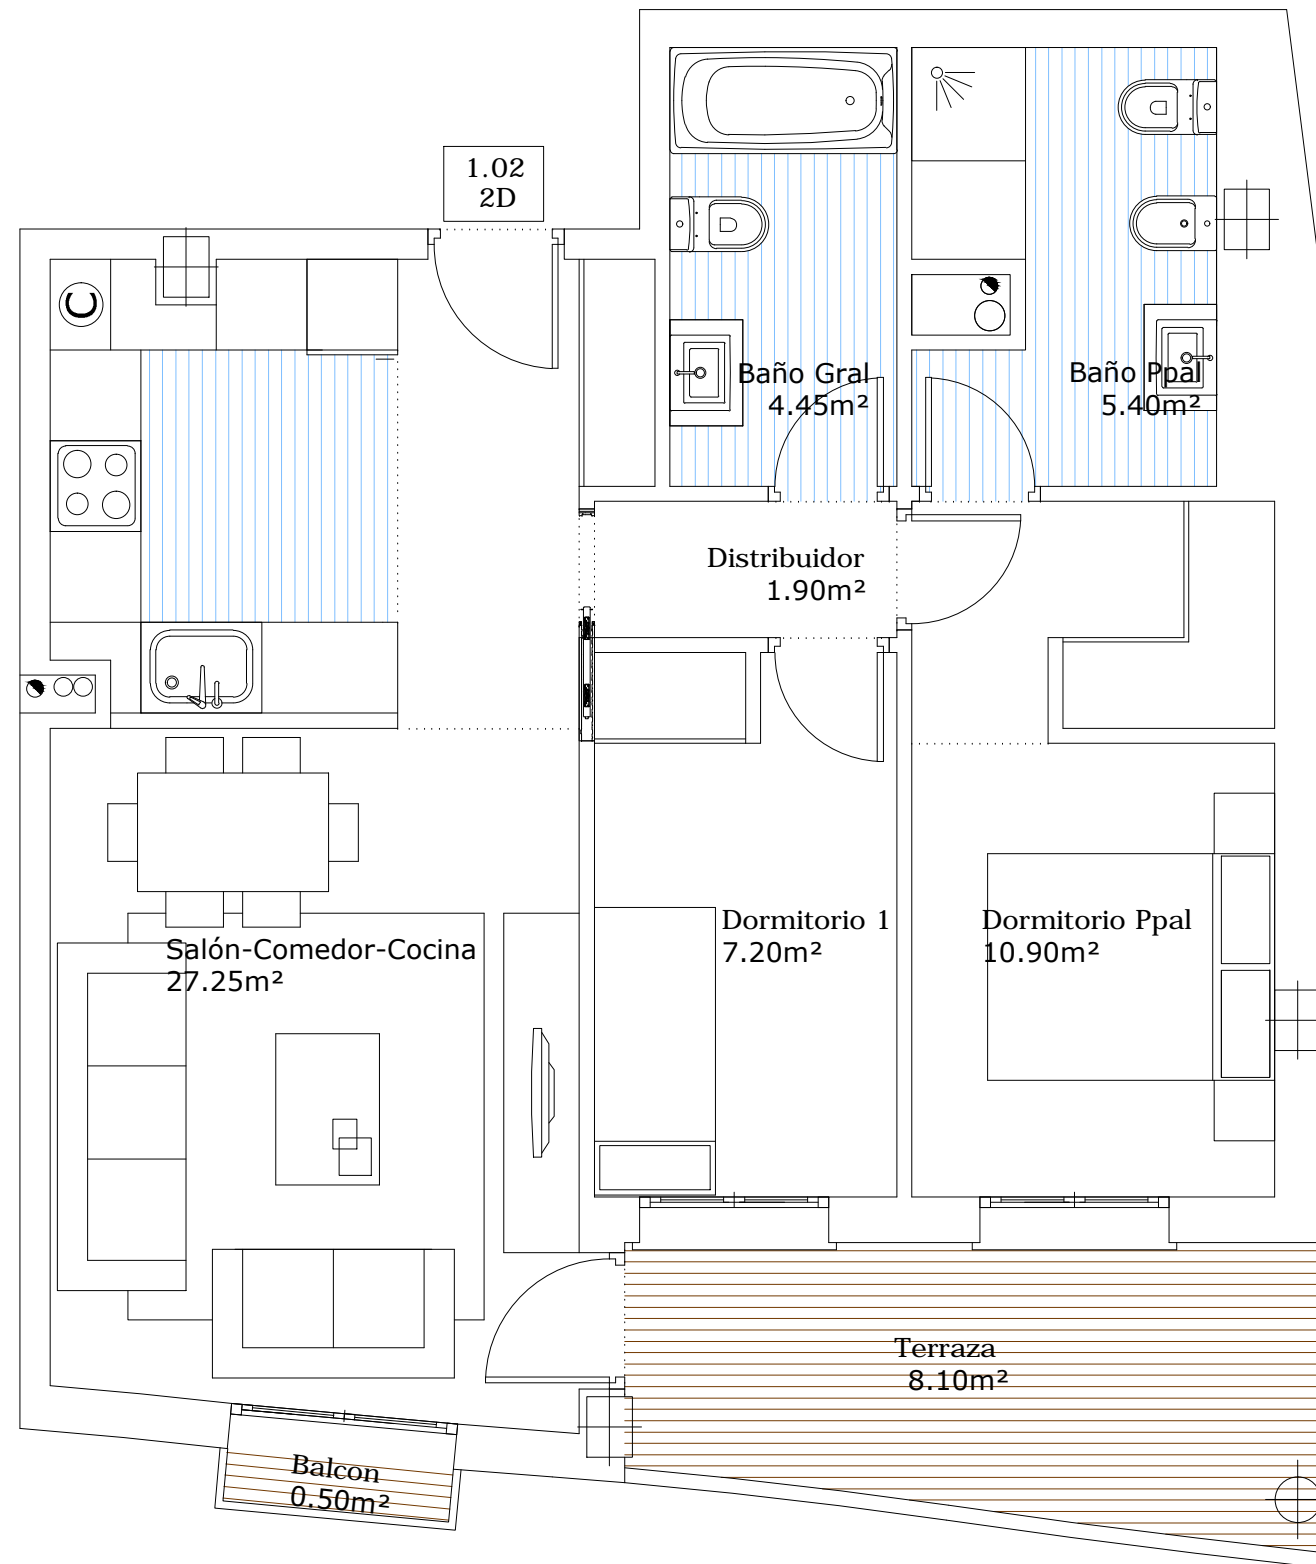 1.02
2D
C
Baño Gral
4.45m²
Baño Ppal
5.40m²
Distribuidor
1.90m²
Dormitorio 1
7.20m²
Dormitorio Ppal
10.90m²
Salón-Comedor-Cocina
27.25m²
Terraza
8.10m²
Balcon
0.50m²